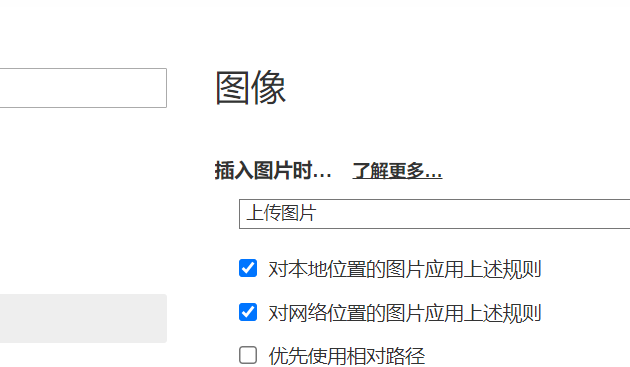 图像
插入图片时… 了解更多…
上传图片
对本地位置的图片应用上述规则
对网络位置的图片应用上述规则
优先使用相对路径